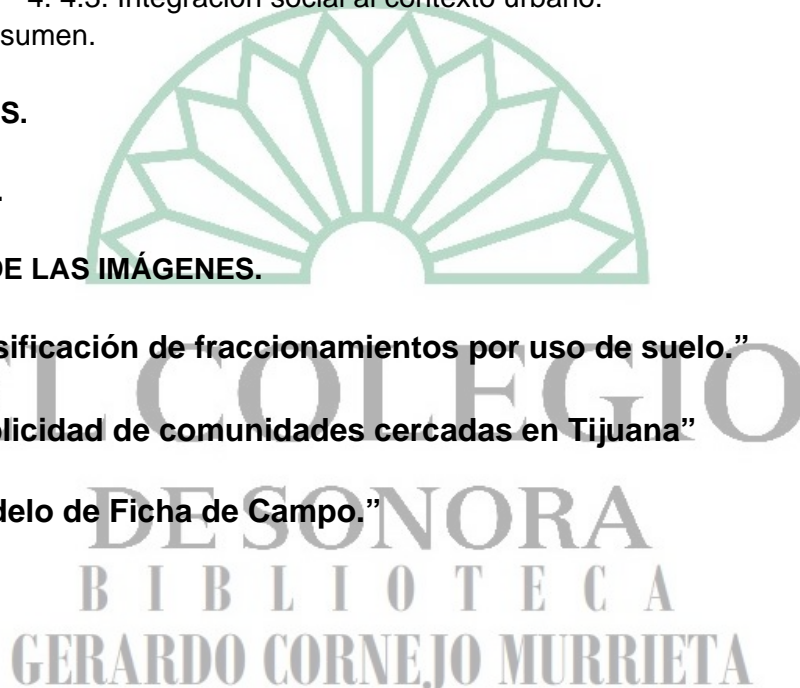 4. 4.3. Integración social al contexto urbano.
sumen.
S.
.
DE LAS IMÁGENES.
sificación de fraccionamientos por uso de suelo.”
licidad de comunidades cercadas en Tijuana”
delo de Ficha de Campo.”
EL COLEGIO
DE SONORA
BIBLIOTECA
GERARDO CORNEJO MURRIETA